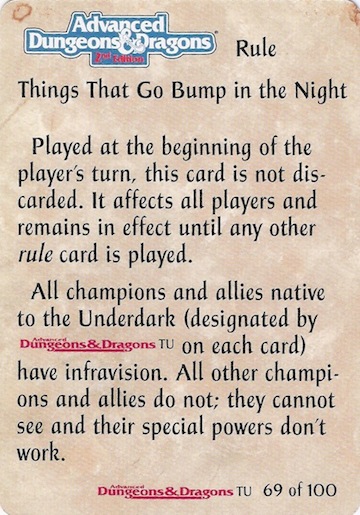 Advanced
Dungeons & Dragons®
2nd Edition
Rule
Things That Go Bump in the Night
Played at the beginning of the
player's turn, this card is not dis-
carded. It affects all players and
remains in effect until any other
rule card is played.
All champions and allies native
to the Underdark (designated by
Advanced
Dungeons & Dragons TU on each card)
have infravision. All other champi-
ons and allies do not; they cannot
see and their special powers don't
work.
Advanced
Dungeons & Dragons TU 69 of 100